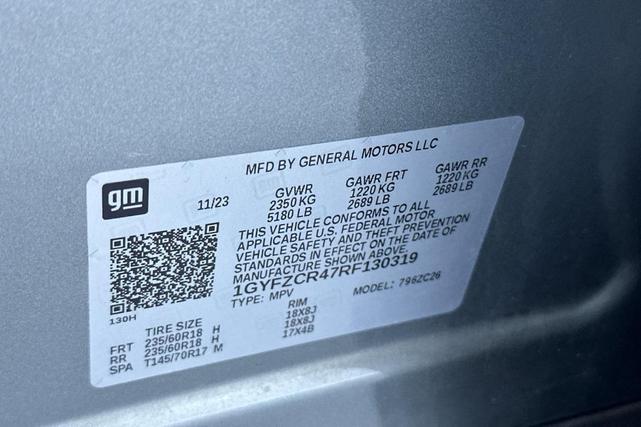 MFD BY GENERAL MOTORS LLC
gm
11/23 GVWR GAWR FRT GAWR RR
2350 KG 1220 KG 1220 KG
5180 LB 2689 LB 2689 LB
THIS VEHICLE CONFORMS TO ALL
APPLICABLE U.S. FEDERAL MOTOR
VEHICLE SAFETY AND THEFT PREVENTION
STANDARDS IN EFFECT ON THE DATE OF
MANUFACTURE SHOWN ABOVE.
1GYFZCR47RF130319
TYPE: MPV MODEL: 796ZC26
130H
TIRE SIZE RIM
FRT 235/60R18 H 18X8J
RR 235/60R18 H 18X8J
SPA T145/70R17 M 17X4B